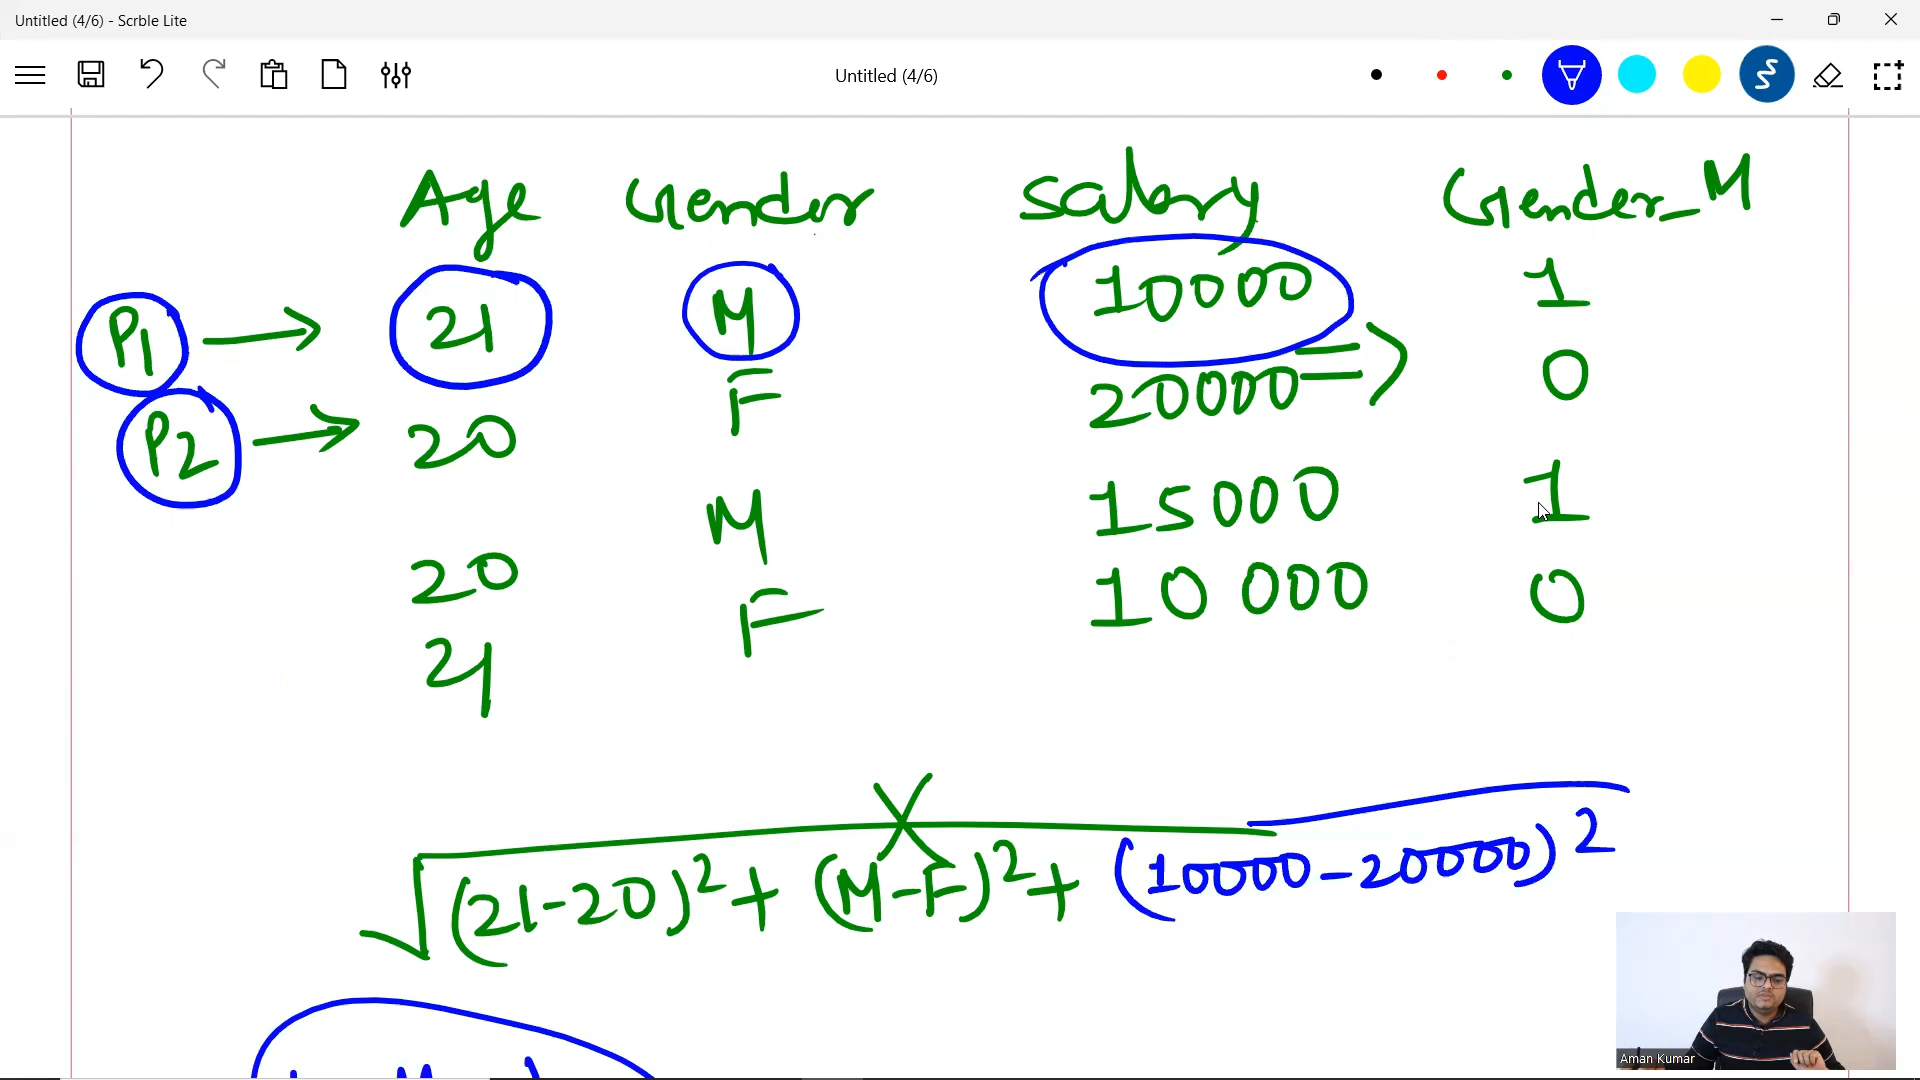 Untitled (4/6) - Scrble Lite
Untitled (4/6)
Age Gender Salary Gender_M
P1 → 21 M 10000 1
P2 → 20 F 20000 => 0
20 M 15000 1
21 F 10 000 0
√(21-20)²+ (M-F)²+ (10000-20000)²
X
Aman Kumar